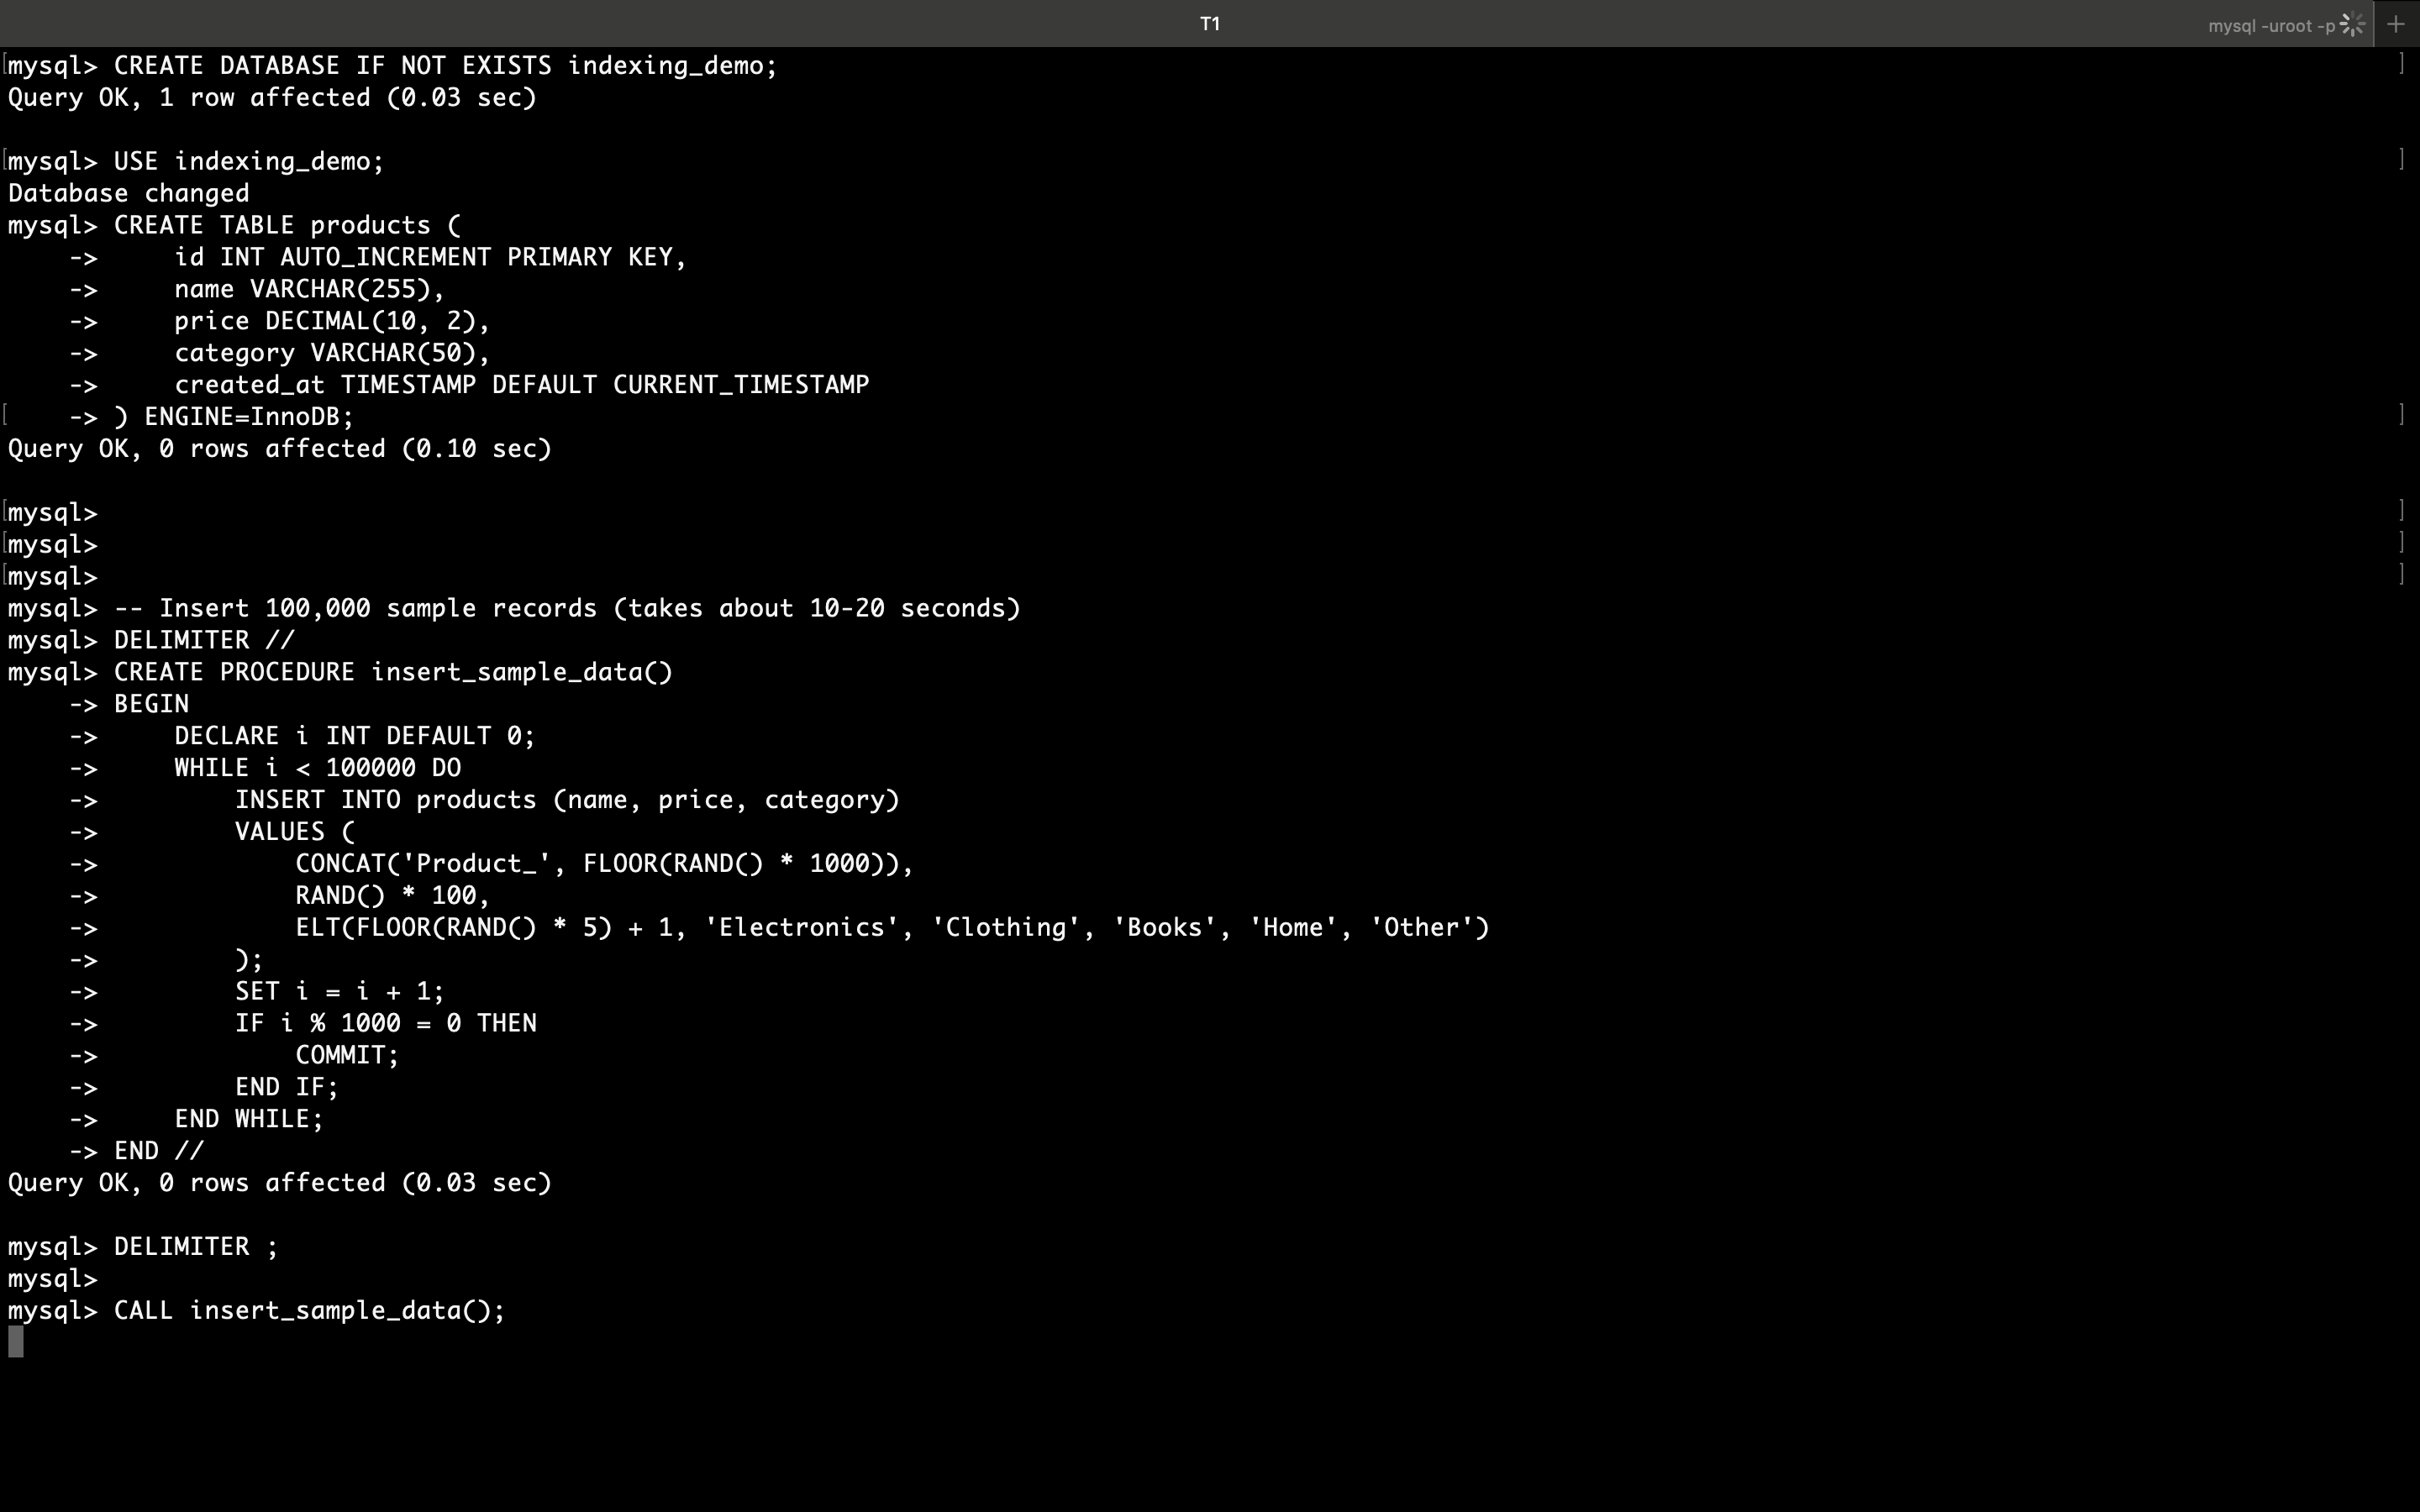 T1
mysql -uroot -p
mysql> CREATE DATABASE IF NOT EXISTS indexing_demo;
Query OK, 1 row affected (0.03 sec)
mysql> USE indexing_demo;
Database changed
mysql> CREATE TABLE products (
    ->     id INT AUTO_INCREMENT PRIMARY KEY,
    ->     name VARCHAR(255),
    ->     price DECIMAL(10, 2),
    ->     category VARCHAR(50),
    ->     created_at TIMESTAMP DEFAULT CURRENT_TIMESTAMP
    -> ) ENGINE=InnoDB;
Query OK, 0 rows affected (0.10 sec)
mysql>
mysql>
mysql>
mysql> -- Insert 100,000 sample records (takes about 10-20 seconds)
mysql> DELIMITER //
mysql> CREATE PROCEDURE insert_sample_data()
    -> BEGIN
    ->     DECLARE i INT DEFAULT 0;
    ->     WHILE i < 100000 DO
    ->         INSERT INTO products (name, price, category)
    ->         VALUES (
    ->             CONCAT('Product_', FLOOR(RAND() * 1000)),
    ->             RAND() * 100,
    ->             ELT(FLOOR(RAND() * 5) + 1, 'Electronics', 'Clothing', 'Books', 'Home', 'Other')
    ->         );
    ->         SET i = i + 1;
    ->         IF i % 1000 = 0 THEN
    ->             COMMIT;
    ->         END IF;
    ->     END WHILE;
    -> END //
Query OK, 0 rows affected (0.03 sec)
mysql> DELIMITER ;
mysql>
mysql> CALL insert_sample_data();